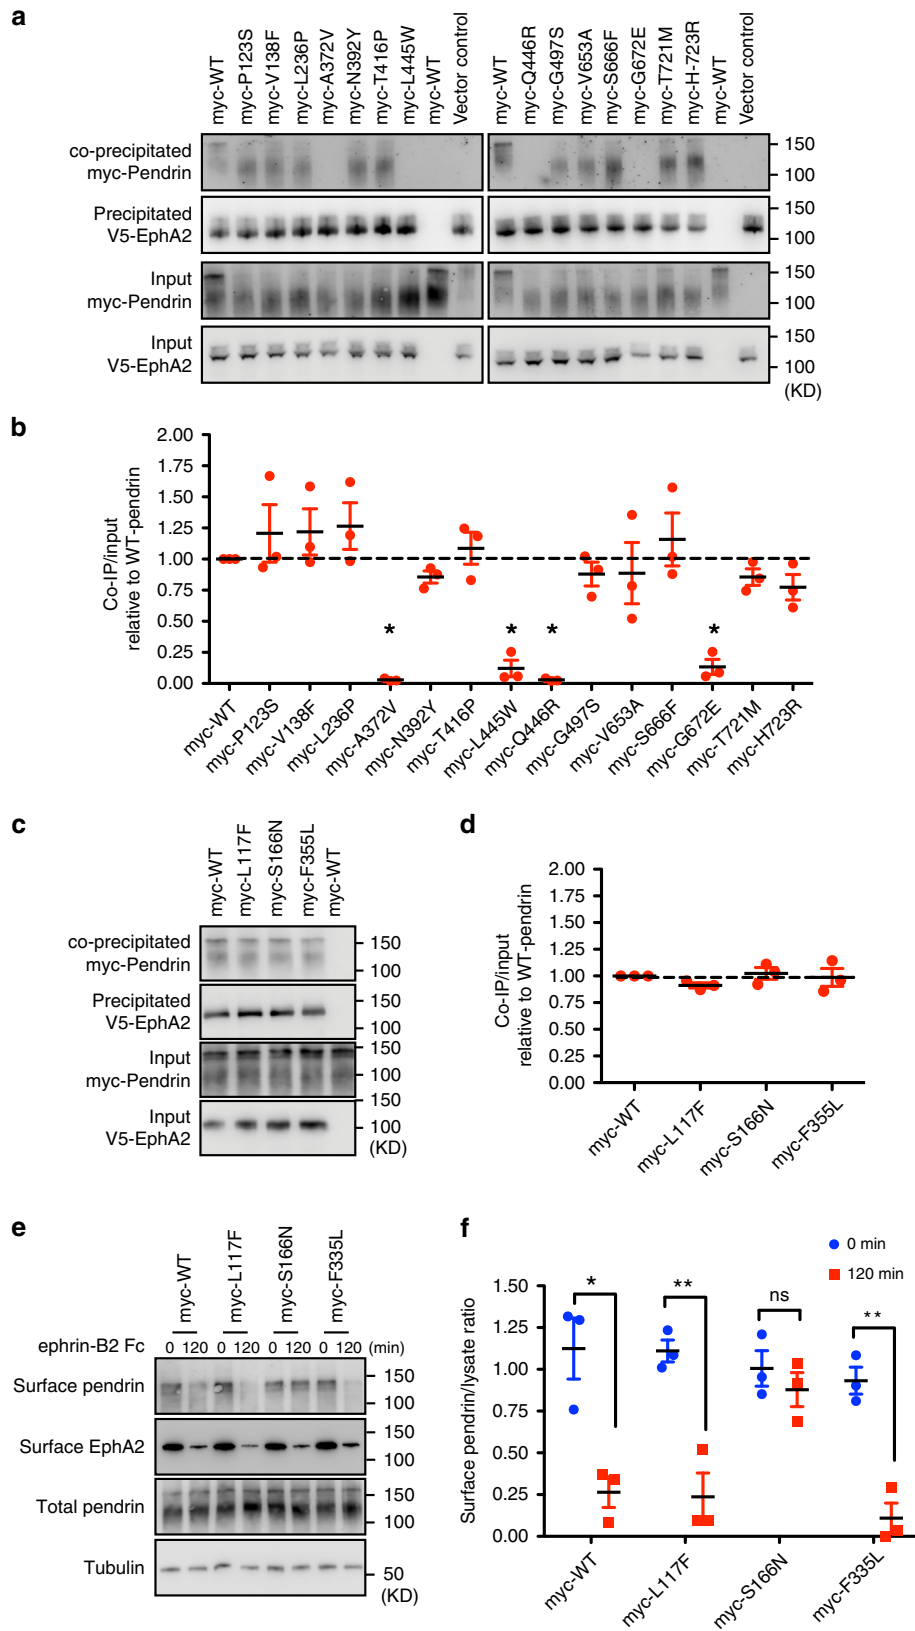 a
myc-WT
myc-P123S
myc-V138F
myc-L236P
myc-A372V
myc-N392Y
myc-T416P
myc-L445W
myc-WT
Vector control
myc-WT
myc-Q446R
myc-G497S
myc-V653A
myc-S666F
myc-G672E
myc-T721M
myc-H-723R
myc-WT
Vector control
co-precipitated
myc-Pendrin
150
100
Precipitated
V5-EphA2
150
100
Input
myc-Pendrin
150
100
Input
V5-EphA2
150
100
(KD)
b
Co-IP/input
relative to WT-pendrin
2.00
1.75
1.50
1.25
1.00
0.75
0.50
0.25
0.00
* * * *
myc-WT
myc-P123S
myc-V138F
myc-L236P
myc-A372V
myc-N392Y
myc-T416P
myc-L445W
myc-Q446R
myc-G497S
myc-V653A
myc-S666F
myc-G672E
myc-T721M
myc-H723R
c
myc-WT
myc-L117F
myc-S166N
myc-F355L
myc-WT
co-precipitated
myc-Pendrin
150
100
Precipitated
V5-EphA2
150
100
Input
myc-Pendrin
150
100
Input
V5-EphA2
150
100
(KD)
d
Co-IP/input
relative to WT-pendrin
2.00
1.75
1.50
1.25
1.00
0.75
0.50
0.25
0.00
myc-WT
myc-L117F
myc-S166N
myc-F355L
e
myc-WT
myc-L117F
myc-S166N
myc-F335L
ephrin-B2 Fc 0 120 0 120 0 120 0 120 (min)
Surface pendrin
150
100
Surface EphA2
150
100
Total pendrin
150
100
Tubulin
50
(KD)
f
0 min
120 min
Surface pendrin/lysate ratio
1.50
1.25
1.00
0.75
0.50
0.25
0.00
* ** ns **
myc-WT
myc-L117F
myc-S166N
myc-F335L